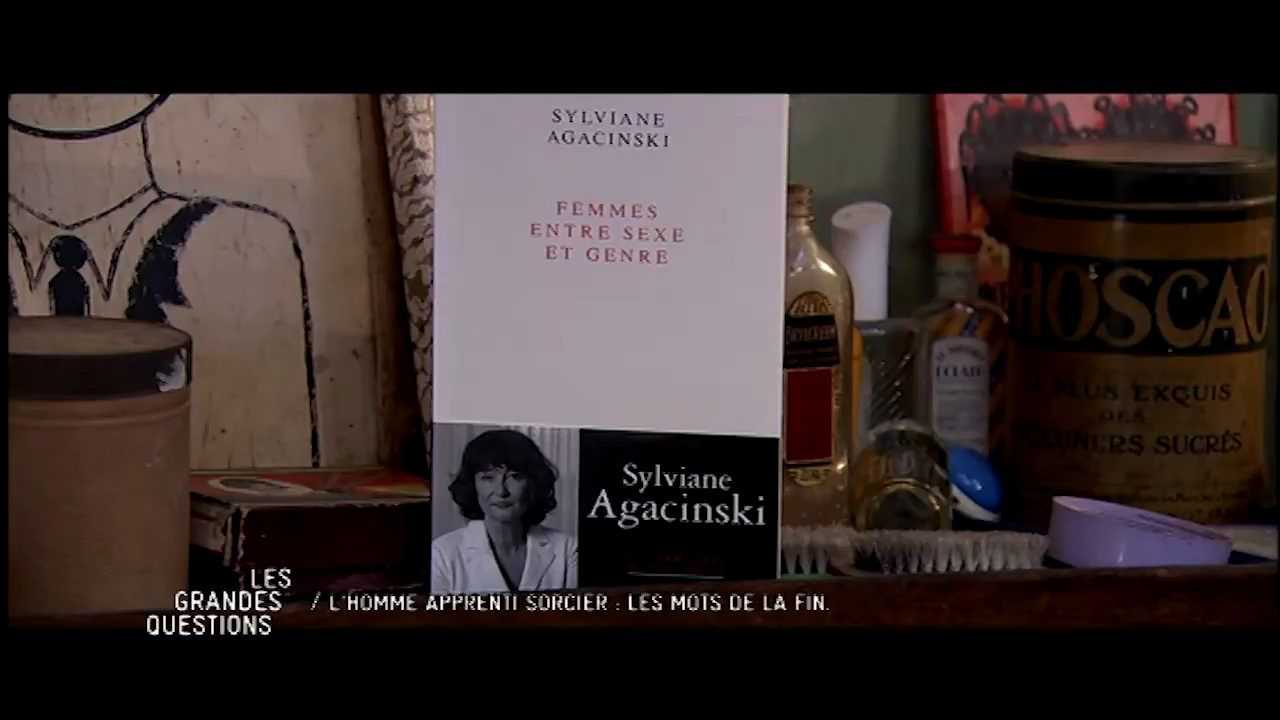 SYLVIANE
AGACINSKI
FEMMES
ENTRE SEXE
ET GENRE
Sylviane
Agacinski
HOSCAO
PLUS EXQUIS
DES
SUCRÉS
LES
GRANDES
QUESTIONS
/ L'HOMME APPRENTI SORCIER : LES MOTS DE LA FIN.